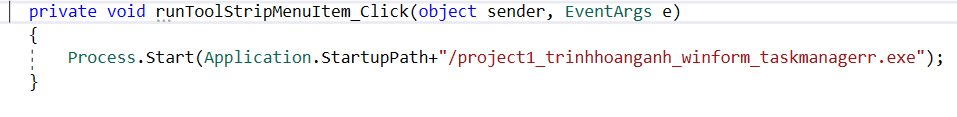 private void runToolStripMenuItem_Click(object sender, EventArgs e)
{
Process.Start(Application.StartupPath+"/project1_trinhhoanganh_winform_taskmanagerr.exe");
}